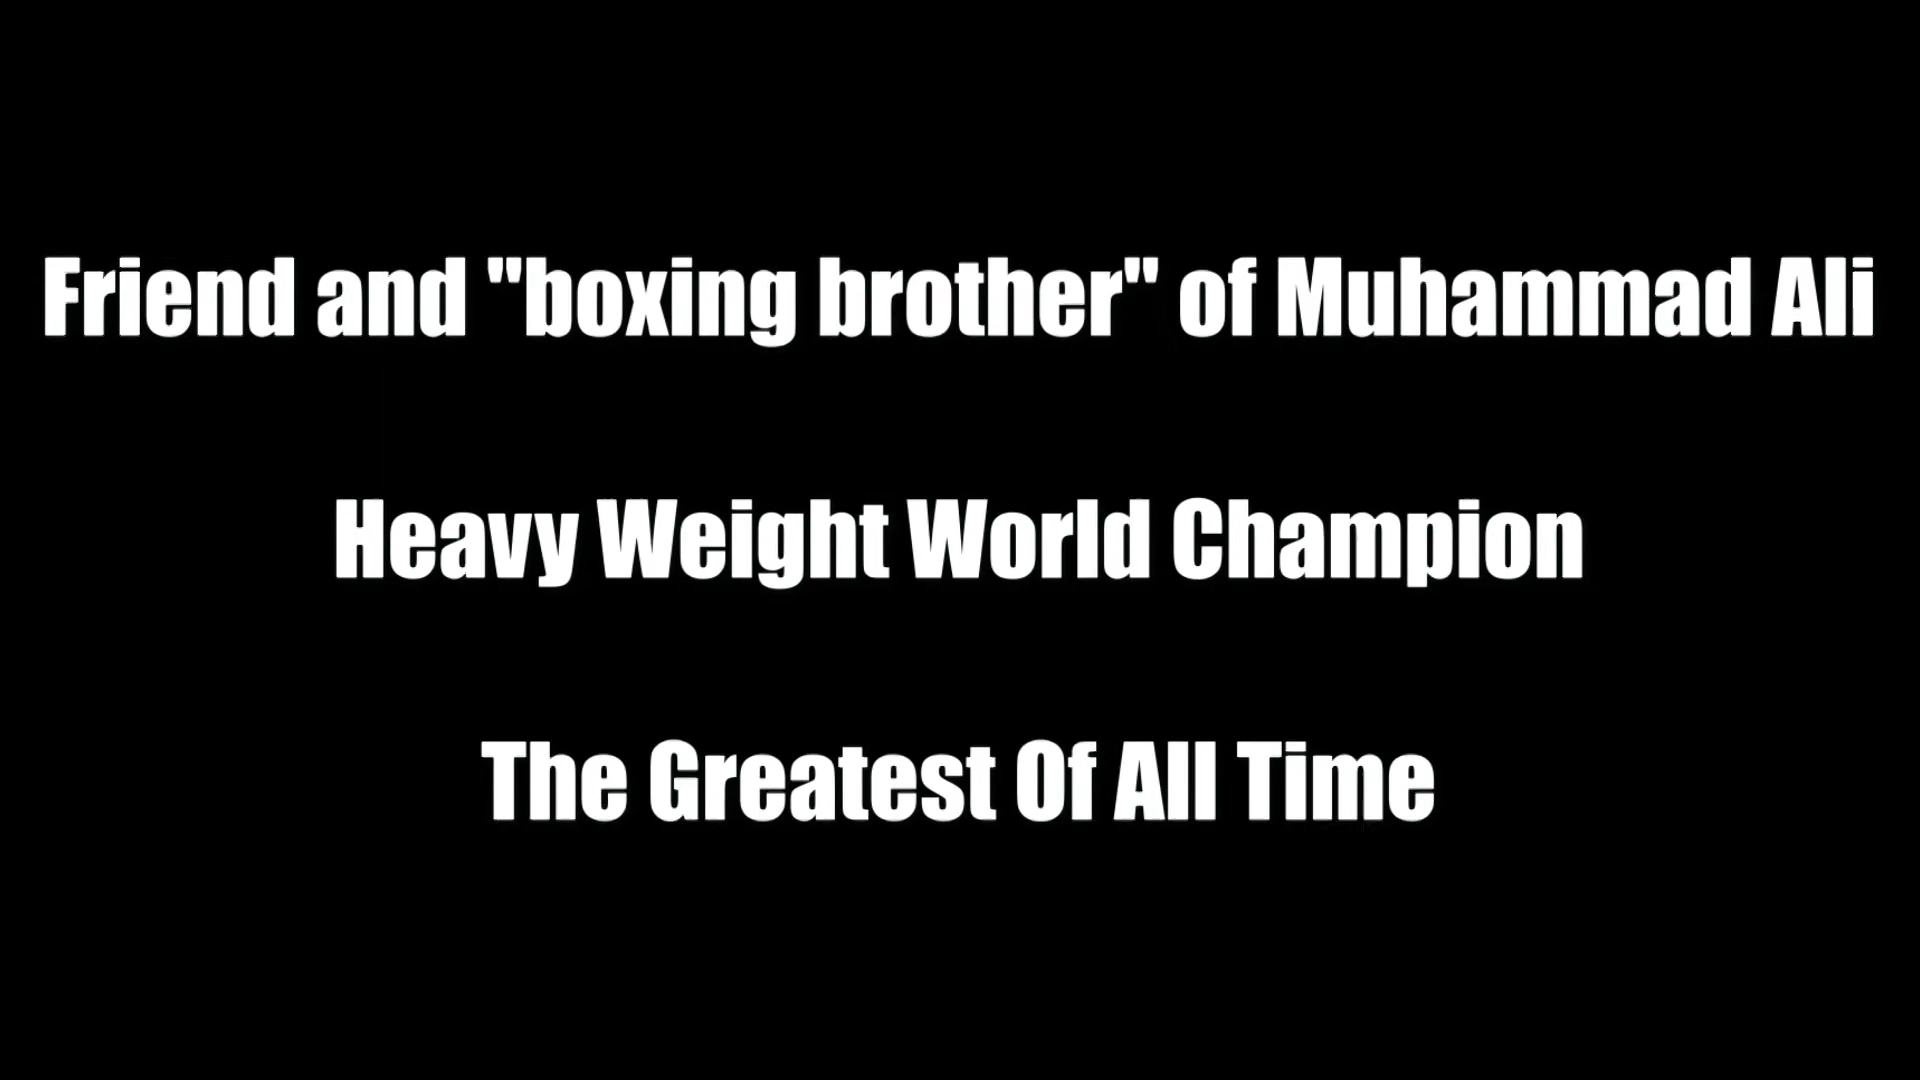 Friend and "boxing brother" of Muhammad Ali
Heavy Weight World Champion
The Greatest Of All Time